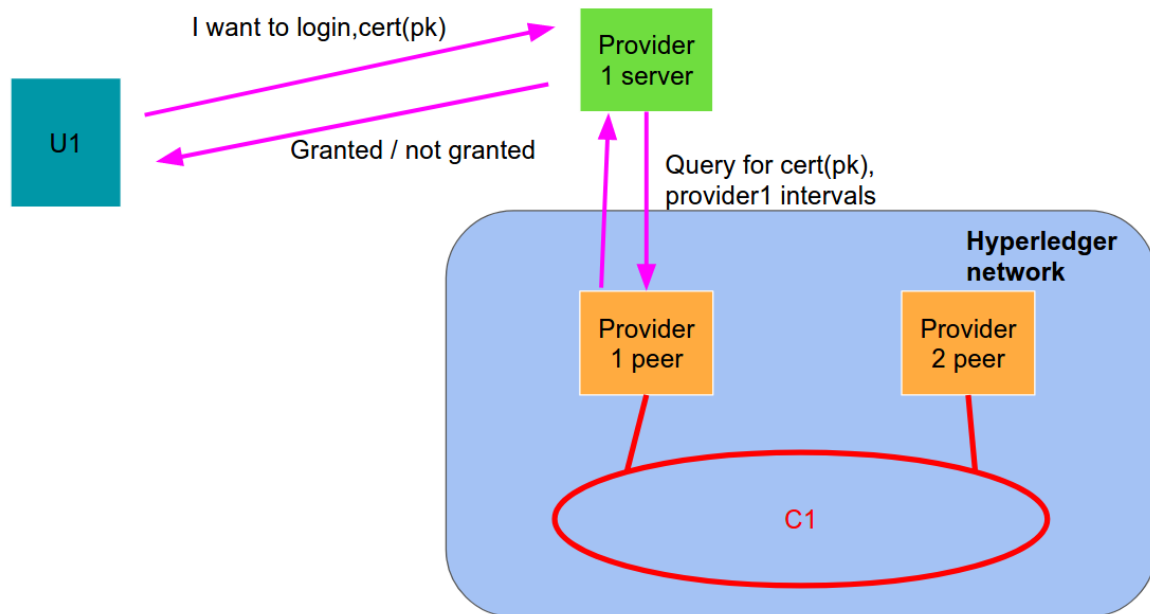 I want to login,cert(pk)
Provider
1 server
U1
Granted / not granted
Query for cert(pk),
provider1 intervals
Hyperledger
network
Provider
1 peer
Provider
2 peer
C1